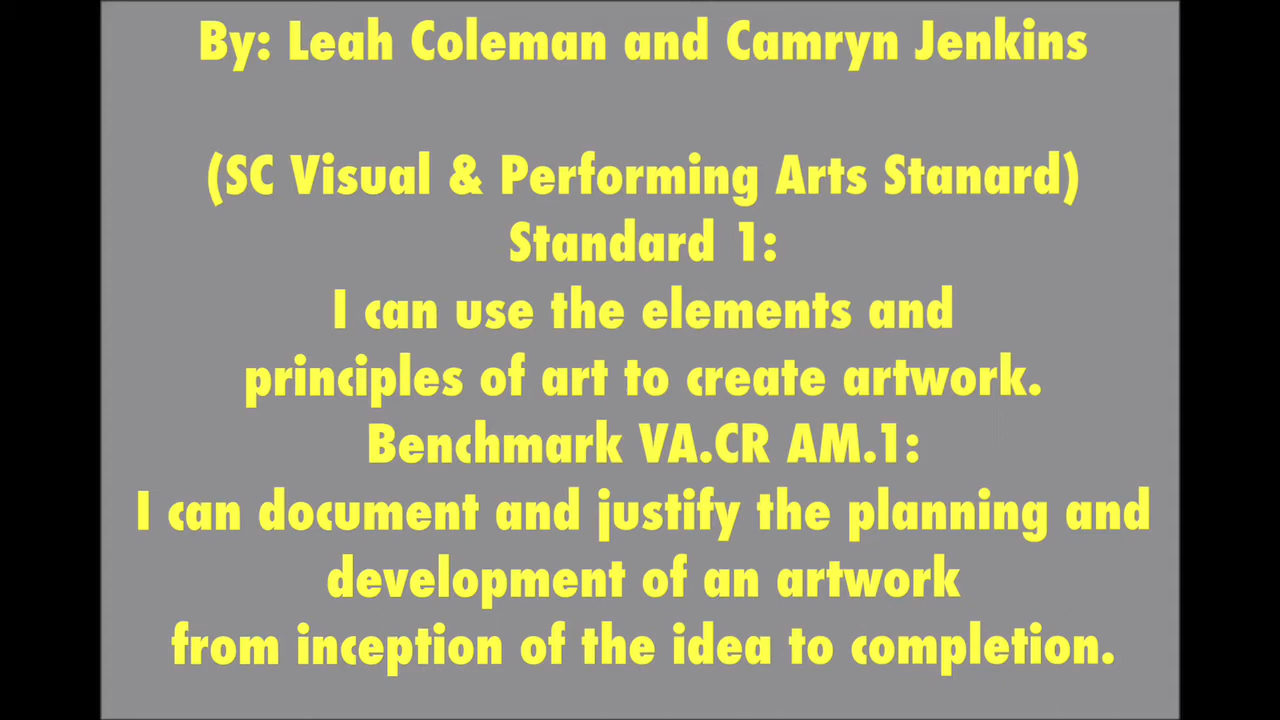 By: Leah Coleman and Camryn Jenkins
(SC Visual & Performing Arts Stanard)
Standard 1:
I can use the elements and
principles of art to create artwork.
Benchmark VA.CR AM.1:
I can document and justify the planning and
development of an artwork
from inception of the idea to completion.